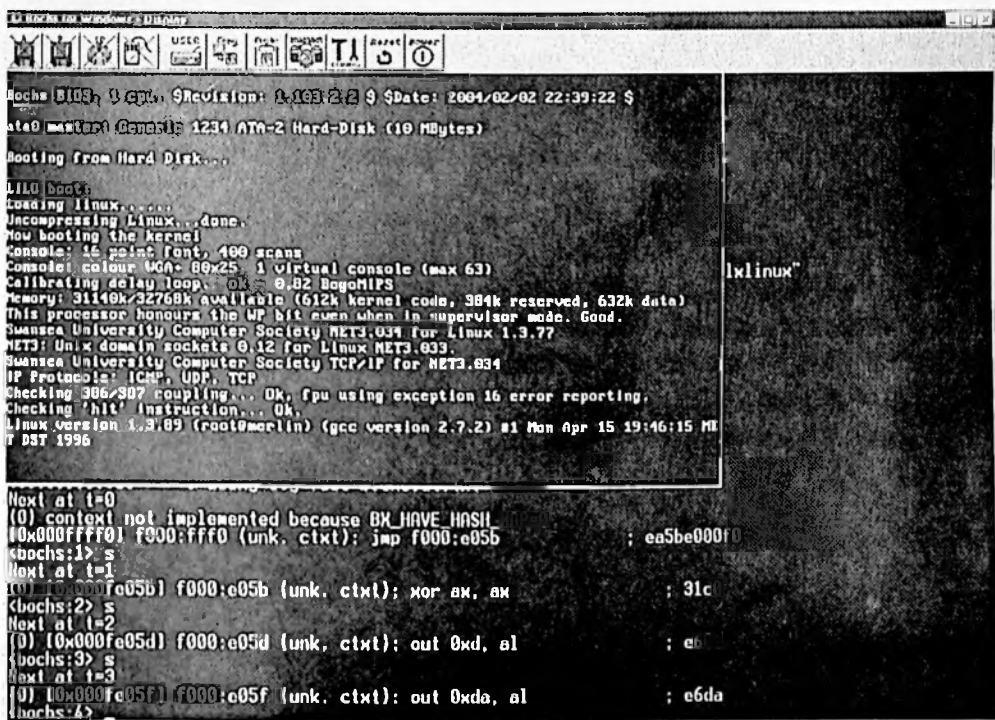 Bochs for Windows - Display
USER
Reset
Power
Bochs BIOS, 1 cpu, $Revision: 1.103.2.2 $ $Date: 2004/02/02 22:39:22 $
ata0 master: Generic 1234 ATA-2 Hard-Disk (10 MBytes)
Booting from Hard Disk...
LILO boot:
Loading linux......
Uncompressing Linux...done.
Now booting the kernel
Console: 16 point font, 400 scans
Console: colour VGA+ 80x25, 1 virtual console (max 63)
Calibrating delay loop.. ok - 0.82 BogoMIPS
Memory: 31140k/32768k available (612k kernel code, 384k reserved, 632k data)
This processor honours the WP bit even when in supervisor mode. Good.
Swansea University Computer Society NET3.034 for Linux 1.3.77
NET3: Unix domain sockets 0.12 for Linux NET3.033.
Swansea University Computer Society TCP/IP for NET3.034
IP Protocols: ICMP, UDP, TCP
Checking 386/387 coupling... Ok, fpu using exception 16 error reporting.
Checking 'hlt' instruction... Ok.
Linux version 1.3.89 (root@merlin) (gcc version 2.7.2) #1 Mon Apr 15 19:46:15 ME
T DST 1996
lxlinux"
Next at t=0
(0) context not implemented because BX_HAVE_HASH_
[0x000ffff0] f000:fff0 (unk. ctxt): jmp f000:e05b ; ea5be000f0
<bochs:1> s
Next at t=1
(0) [0x000fe05b] f000:e05b (unk. ctxt): xor ax, ax ; 31c
<bochs:2> s
Next at t=2
(0) [0x000fe05d] f000:e05d (unk. ctxt): out 0xd, al ; e6
<bochs:3> s
Next at t=3
(0) [0x000fe05f] f000:e05f (unk. ctxt): out 0xda, al ; e6da
<bochs:4>